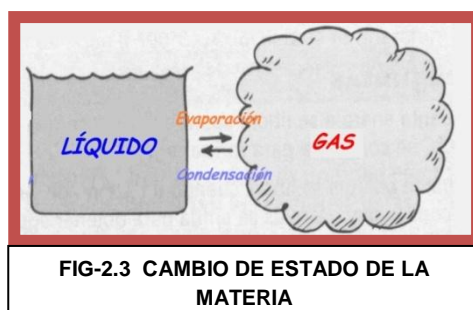 Evaporación
LÍQUIDO
GAS
Condensación
FIG-2.3 CAMBIO DE ESTADO DE LA
MATERIA